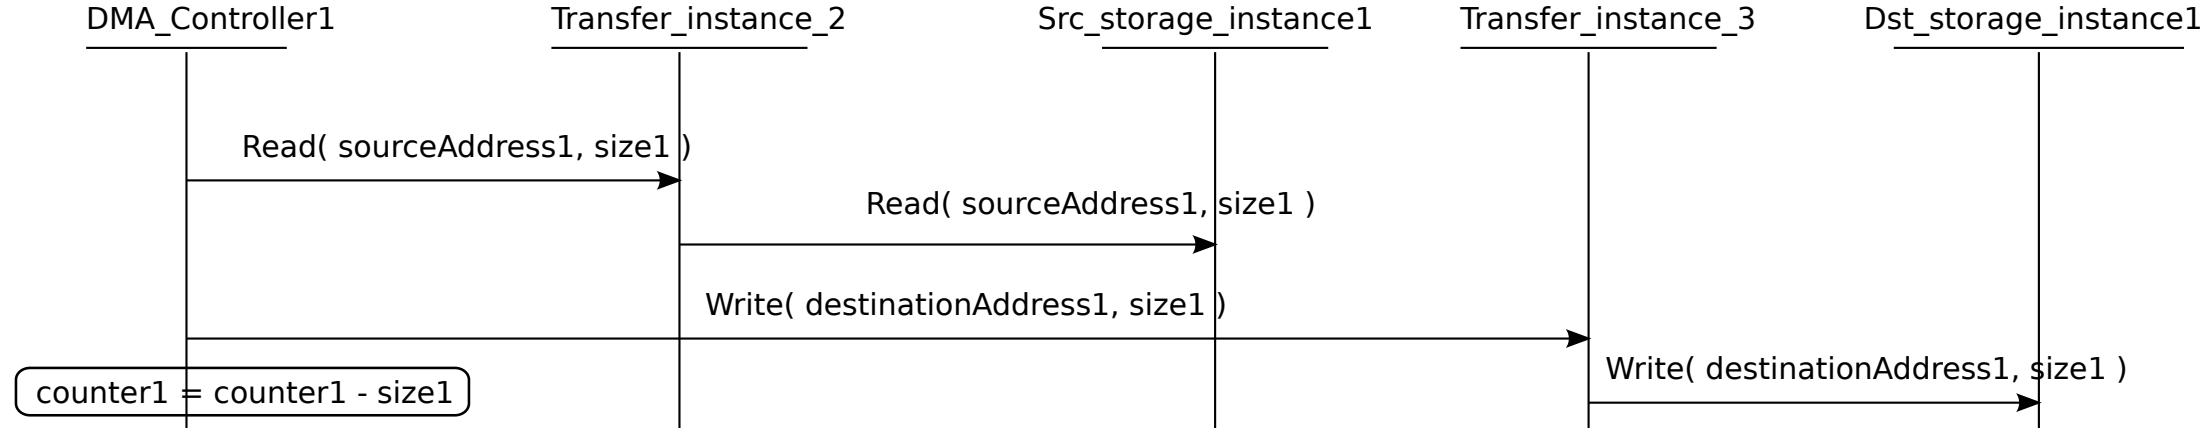 DMA_Controller1
Transfer_instance_2
Src_storage_instance1
Transfer_instance_3
Dst_storage_instance1
Read( sourceAddress1, size1 )
Read( sourceAddress1, size1 )
Write( destinationAddress1, size1 )
Write( destinationAddress1, size1 )
counter1 = counter1 - size1